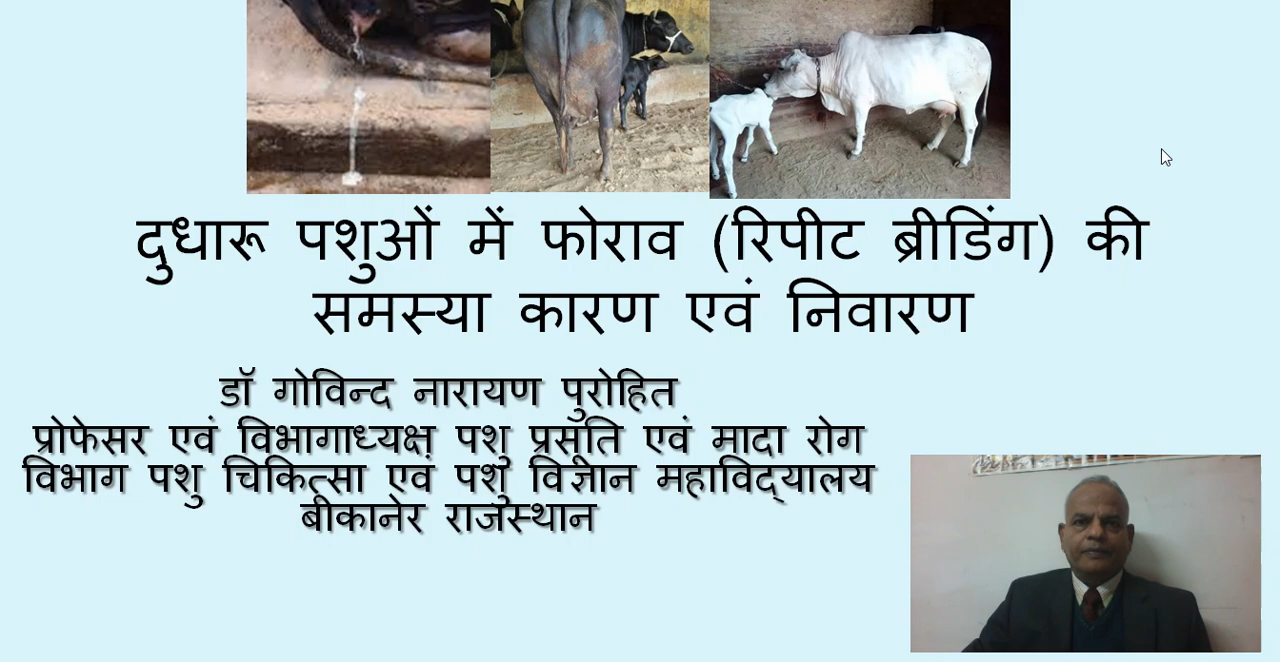 दुधारू पशुओं में फोराव (रिपीट ब्रीडिंग) की
समस्या कारण एवं निवारण
डॉ गोविन्द नारायण पुरोहित
प्रोफेसर एवं विभागाध्यक्ष पशु प्रसूति एवं मादा रोग
विभाग पशु चिकित्सा एवं पशु विज्ञान महाविद्यालय
बीकानेर राजस्थान